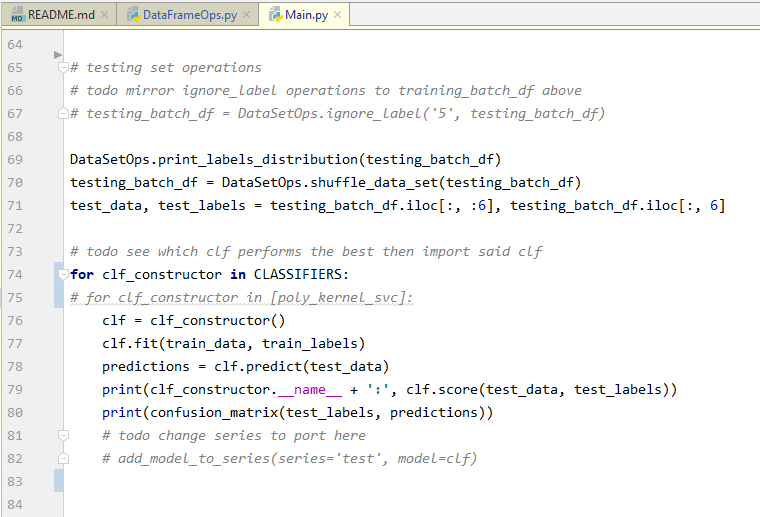 README.md DataFrameOps.py Main.py
64
65 # testing set operations
66 # todo mirror ignore_label operations to training_batch_df above
67 # testing_batch_df = DataSetOps.ignore_label('5', testing_batch_df)
68
69 DataSetOps.print_labels_distribution(testing_batch_df)
70 testing_batch_df = DataSetOps.shuffle_data_set(testing_batch_df)
71 test_data, test_labels = testing_batch_df.iloc[:, :6], testing_batch_df.iloc[:, 6]
72
73 # todo see which clf performs the best then import said clf
74 for clf_constructor in CLASSIFIERS:
75 # for clf_constructor in [poly_kernel_svc]:
76     clf = clf_constructor()
77     clf.fit(train_data, train_labels)
78     predictions = clf.predict(test_data)
79     print(clf_constructor.__name__ + ':', clf.score(test_data, test_labels))
80     print(confusion_matrix(test_labels, predictions))
81     # todo change series to port here
82     # add_model_to_series(series='test', model=clf)
83
84